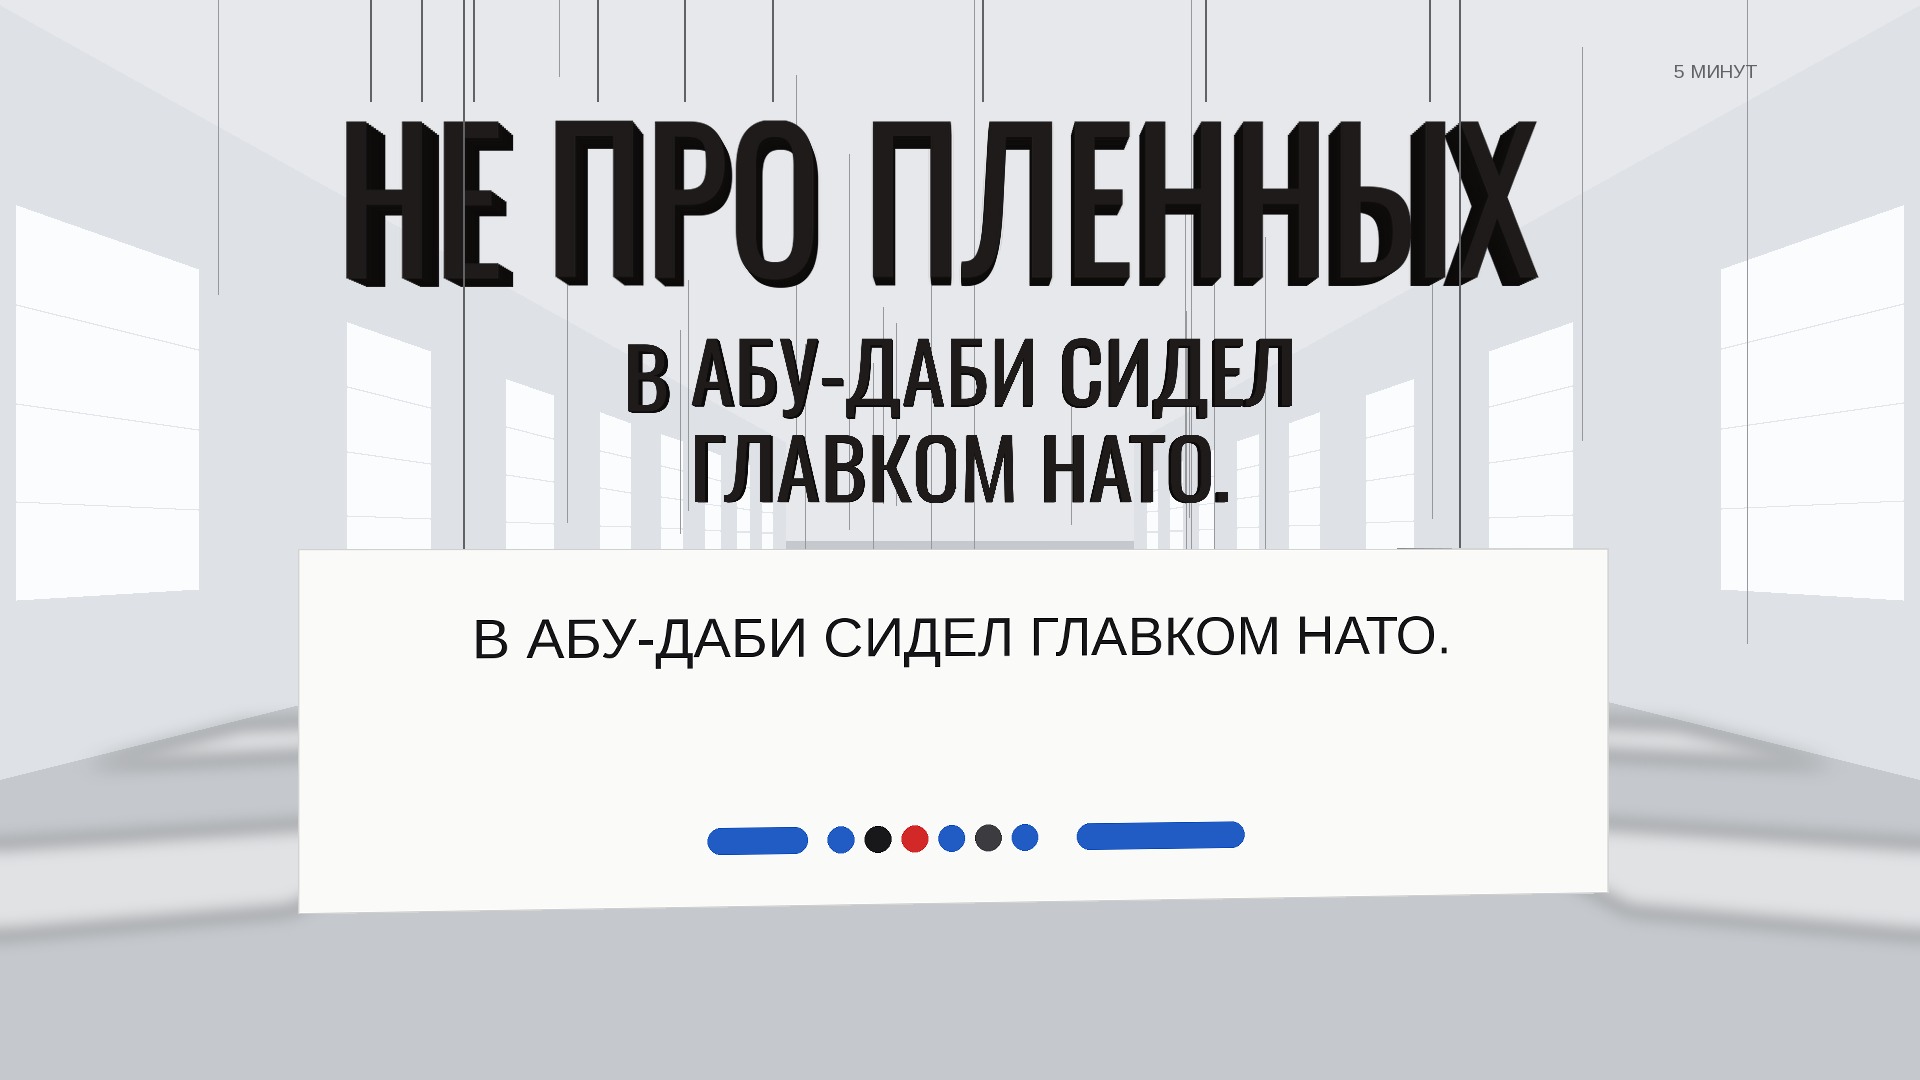 5 МИНУТ
НЕ ПРО ПЛЕННЫХ
В АБУ-ДАБИ СИДЕЛ
ГЛАВКОМ НАТО.
В АБУ-ДАБИ СИДЕЛ ГЛАВКОМ НАТО.